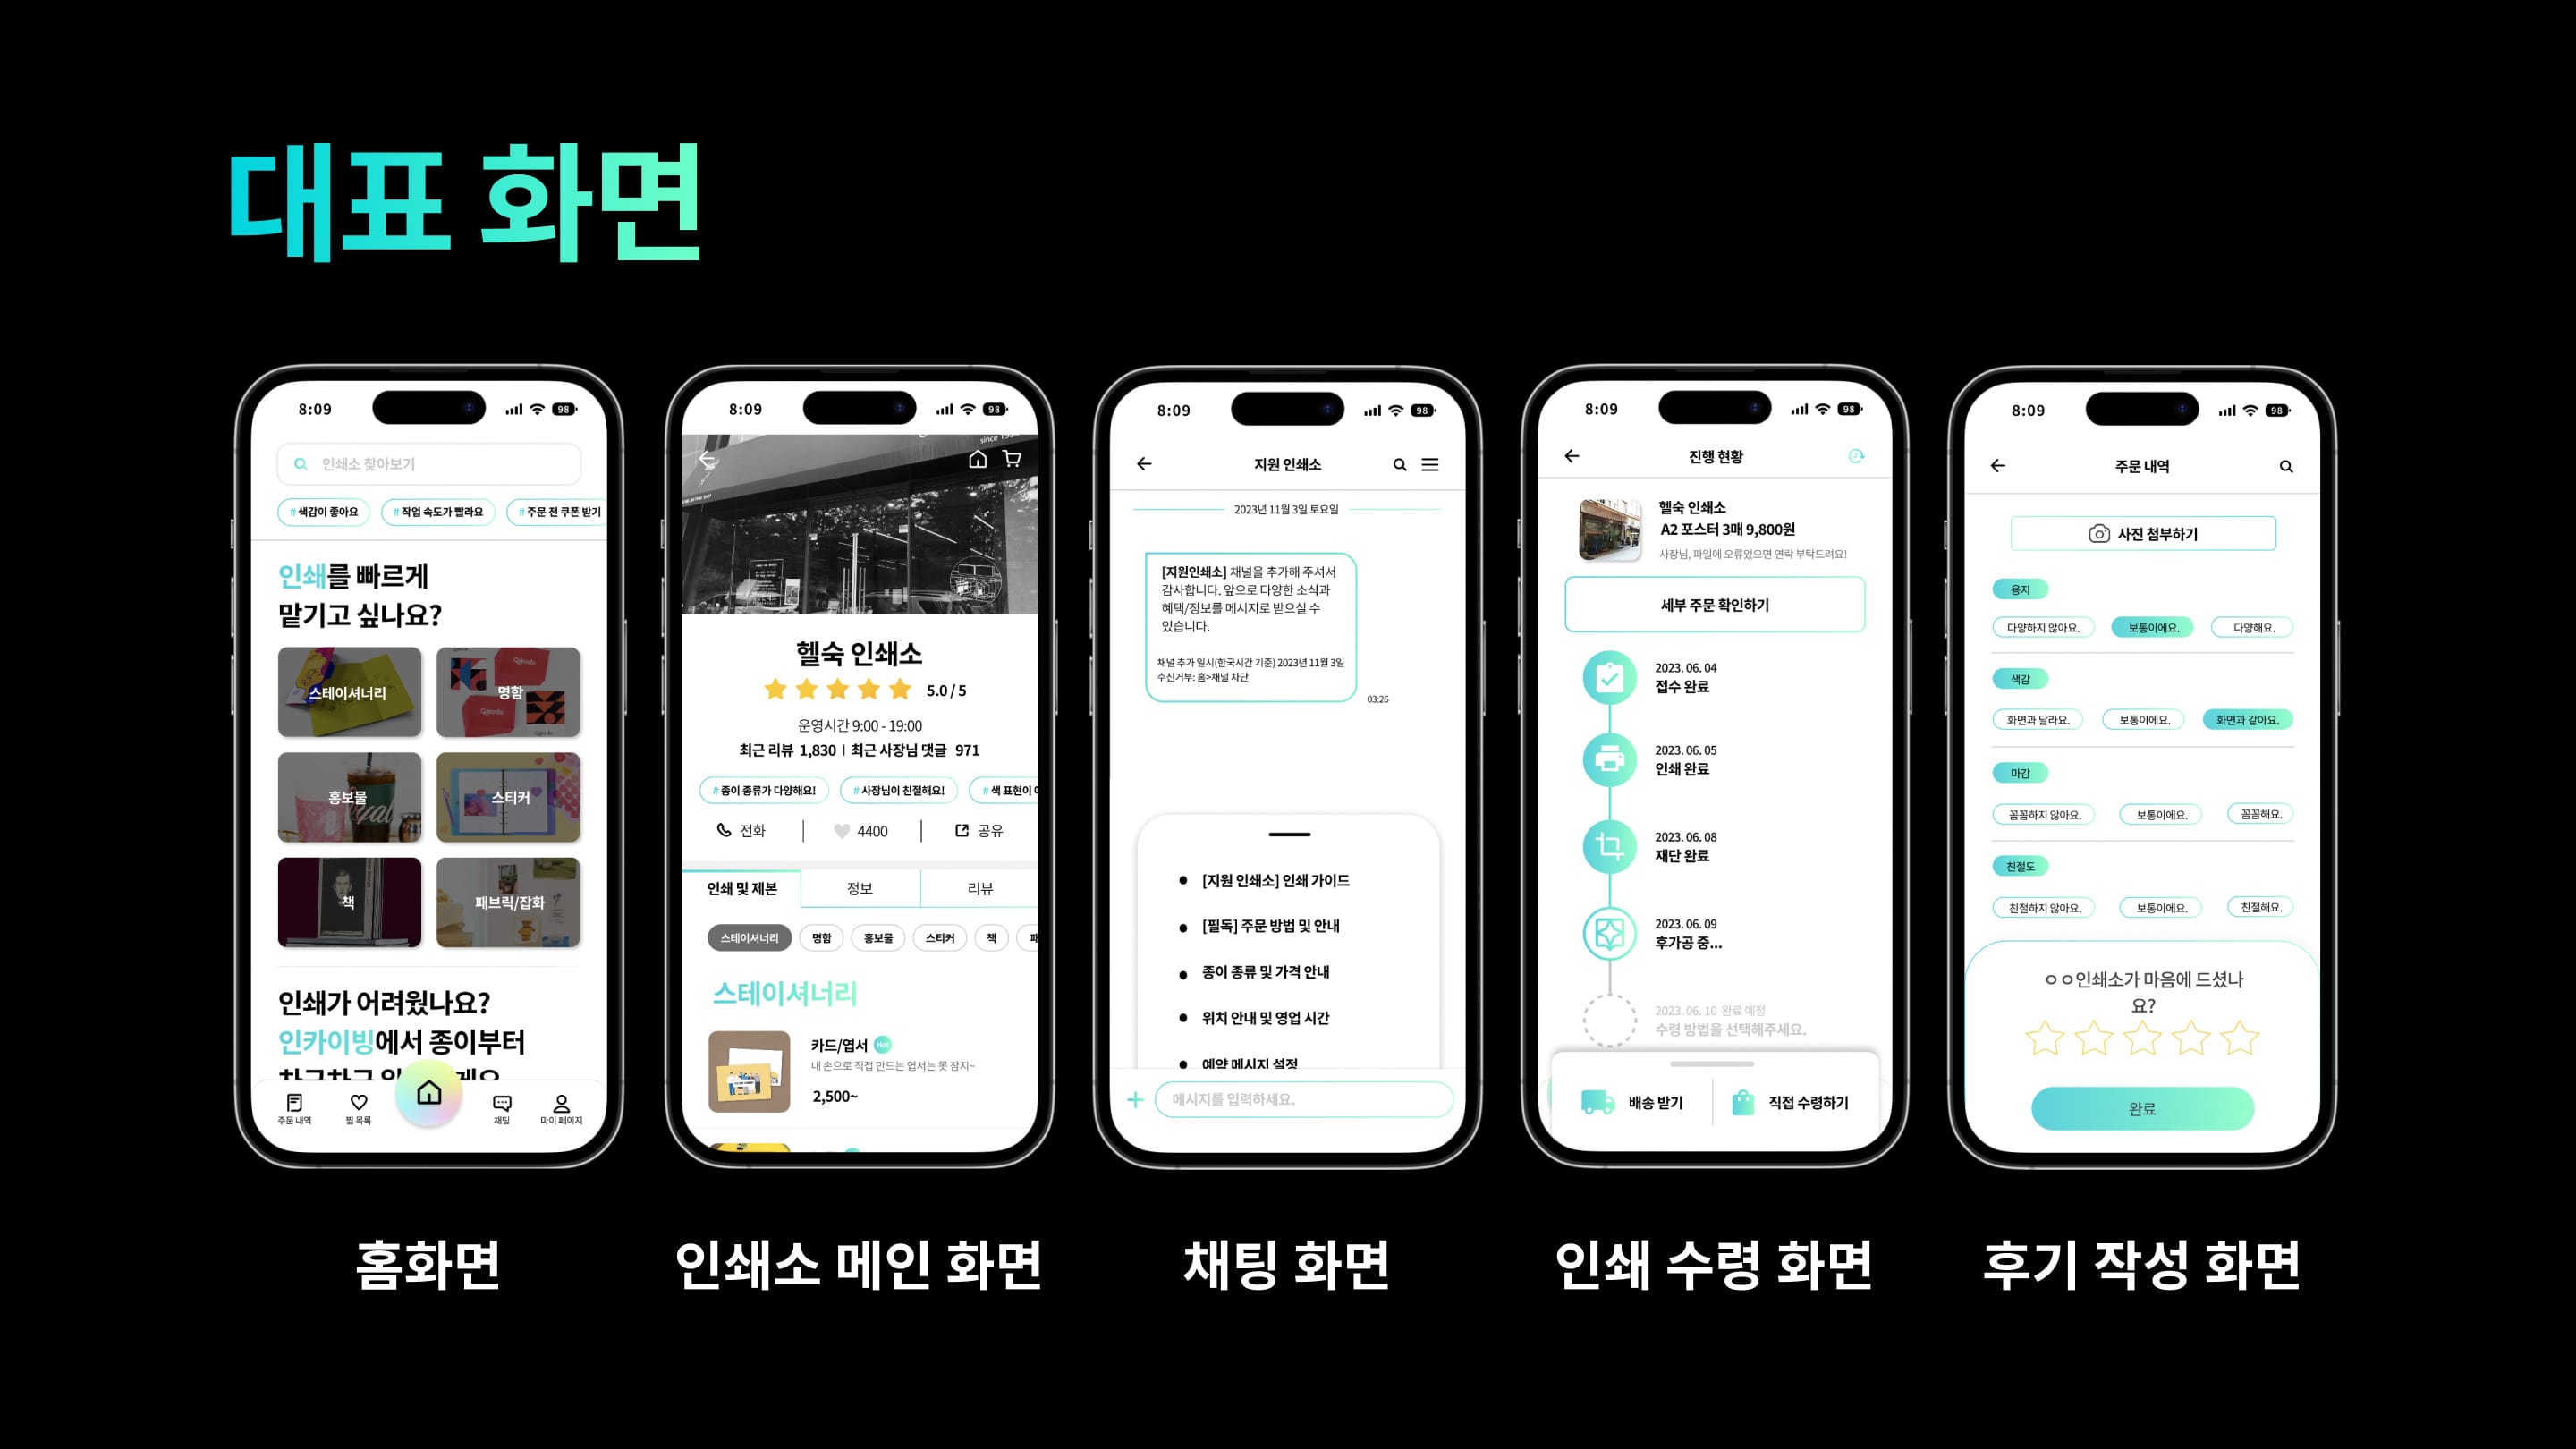 대표 화면
8:09
98
인쇄소 찾아보기
# 색감이 좋아요
# 작업 속도가 빨라요
# 주문 전 쿠폰 받기
인쇄를 빠르게
맡기고 싶나요?
스테이셔너리
명함
홍보물
스티커
책
패브릭/잡화
인쇄가 어려웠나요?
인카이빙에서 종이부터
주문 내역
찜 목록
채팅
마이 페이지
홈화면
8:09
98
헬숙 인쇄소
5.0 / 5
운영시간 9:00 - 19:00
최근 리뷰 1,830 | 최근 사장님 댓글 971
# 종이 종류가 다양해요!
# 사장님이 친절해요!
# 색 표현이
전화
4400
공유
인쇄 및 제본
정보
리뷰
스테이셔너리
명함
홍보물
스티커
책
스테이셔너리
카드/엽서 Hot
내 손으로 직접 만드는 엽서는 못 참지~
2,500~
인쇄소 메인 화면
8:09
98
지원 인쇄소
2023년 11월 3일 토요일
[지원인쇄소] 채널을 추가해 주셔서
감사합니다. 앞으로 다양한 소식과
혜택/정보를 메시지로 받으실 수
있습니다.
채널 추가 일시(한국시간 기준) 2023년 11월 3일
수신거부: 홈>채널 차단
03:26
[지원 인쇄소] 인쇄 가이드
[필독] 주문 방법 및 안내
종이 종류 및 가격 안내
위치 안내 및 영업 시간
예약 메시지 설정
메시지를 입력하세요.
채팅 화면
8:09
98
진행 현황
헬숙 인쇄소
A2 포스터 3매 9,800원
사장님, 파일에 오류있으면 연락 부탁드려요!
세부 주문 확인하기
2023. 06. 04
접수 완료
2023. 06. 05
인쇄 완료
2023. 06. 08
재단 완료
2023. 06. 09
후가공 중...
2023. 06. 10 완료 예정
수령 방법을 선택해주세요.
배송 받기
직접 수령하기
인쇄 수령 화면
8:09
98
주문 내역
사진 첨부하기
용지
다양하지 않아요.
보통이에요.
다양해요.
색감
화면과 달라요.
보통이에요.
화면과 같아요.
마감
꼼꼼하지 않아요.
보통이에요.
꼼꼼해요.
친절도
친절하지 않아요.
보통이에요.
친절해요.
ㅇㅇ인쇄소가 마음에 드셨나
요?
완료
후기 작성 화면